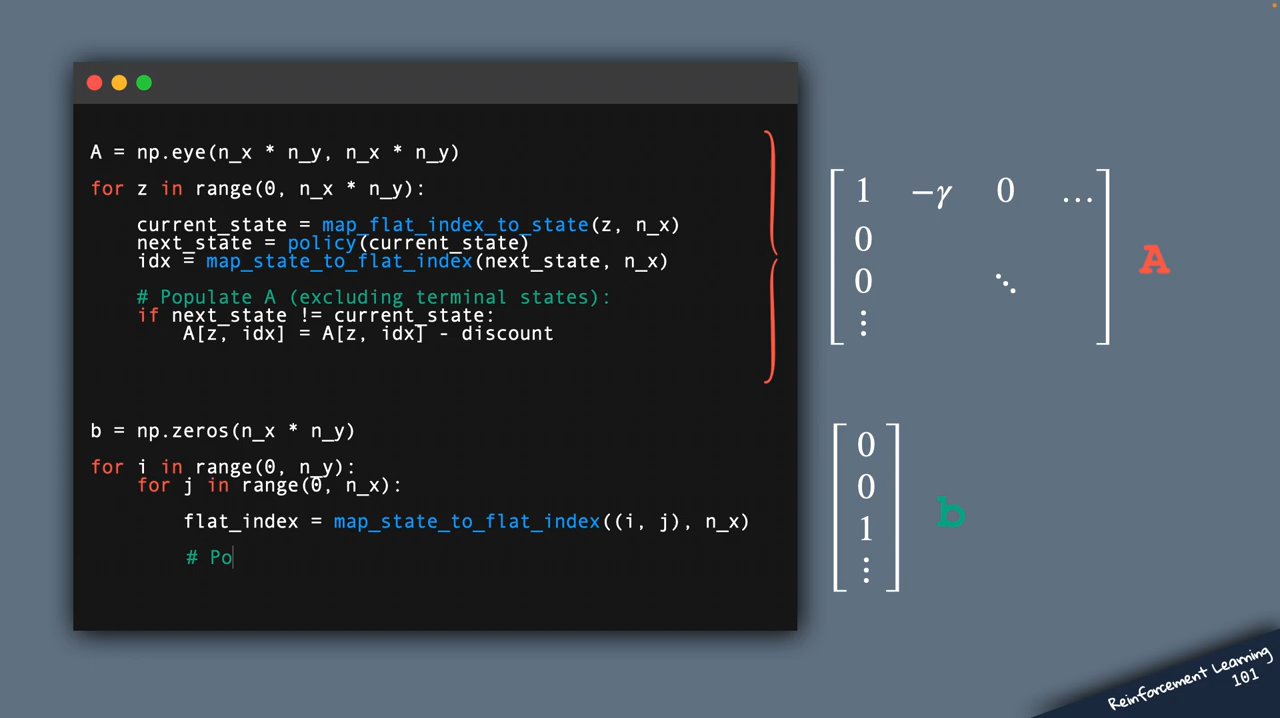 A = np.eye(n_x * n_y, n_x * n_y)
for z in range(0, n_x * n_y):
current_state = map_flat_index_to_state(z, n_x)
next_state = policy(current_state)
idx = map_state_to_flat_index(next_state, n_x)
# Populate A (excluding terminal states):
if next_state != current_state:
A[z, idx] = A[z, idx] - discount
b = np.zeros(n_x * n_y)
for i in range(0, n_y):
for j in range(0, n_x):
flat_index = map_state_to_flat_index((i, j), n_x)
# Po
1 −γ 0 …
0
0 ⋱
⋮
A
0
0
1
⋮
b
Reinforcement Learning
101